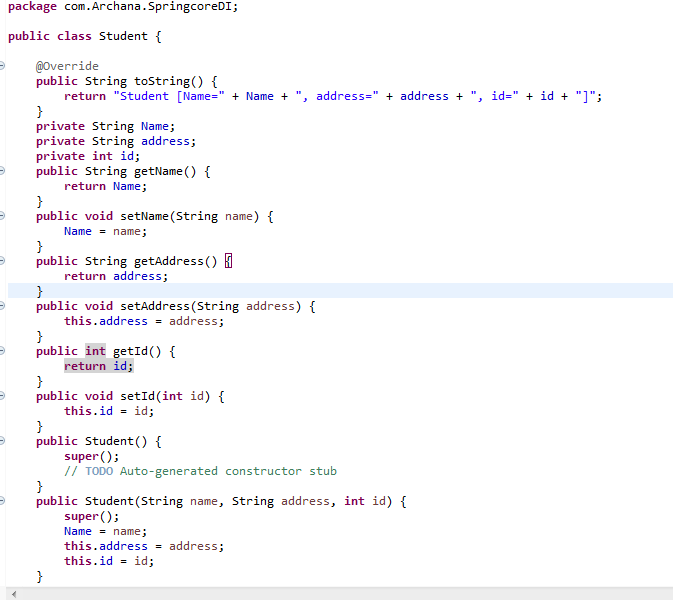 package com.Archana.SpringcoreDI;
public class Student {
@Override
public String toString() {
return "Student [Name=" + Name + ", address=" + address + ", id=" + id + "]";
}
private String Name;
private String address;
private int id;
public String getName() {
return Name;
}
public void setName(String name) {
Name = name;
}
public String getAddress() {
return address;
}
public void setAddress(String address) {
this.address = address;
}
public int getId() {
return id;
}
public void setId(int id) {
this.id = id;
}
public Student() {
super();
// TODO Auto-generated constructor stub
}
public Student(String name, String address, int id) {
super();
Name = name;
this.address = address;
this.id = id;
}